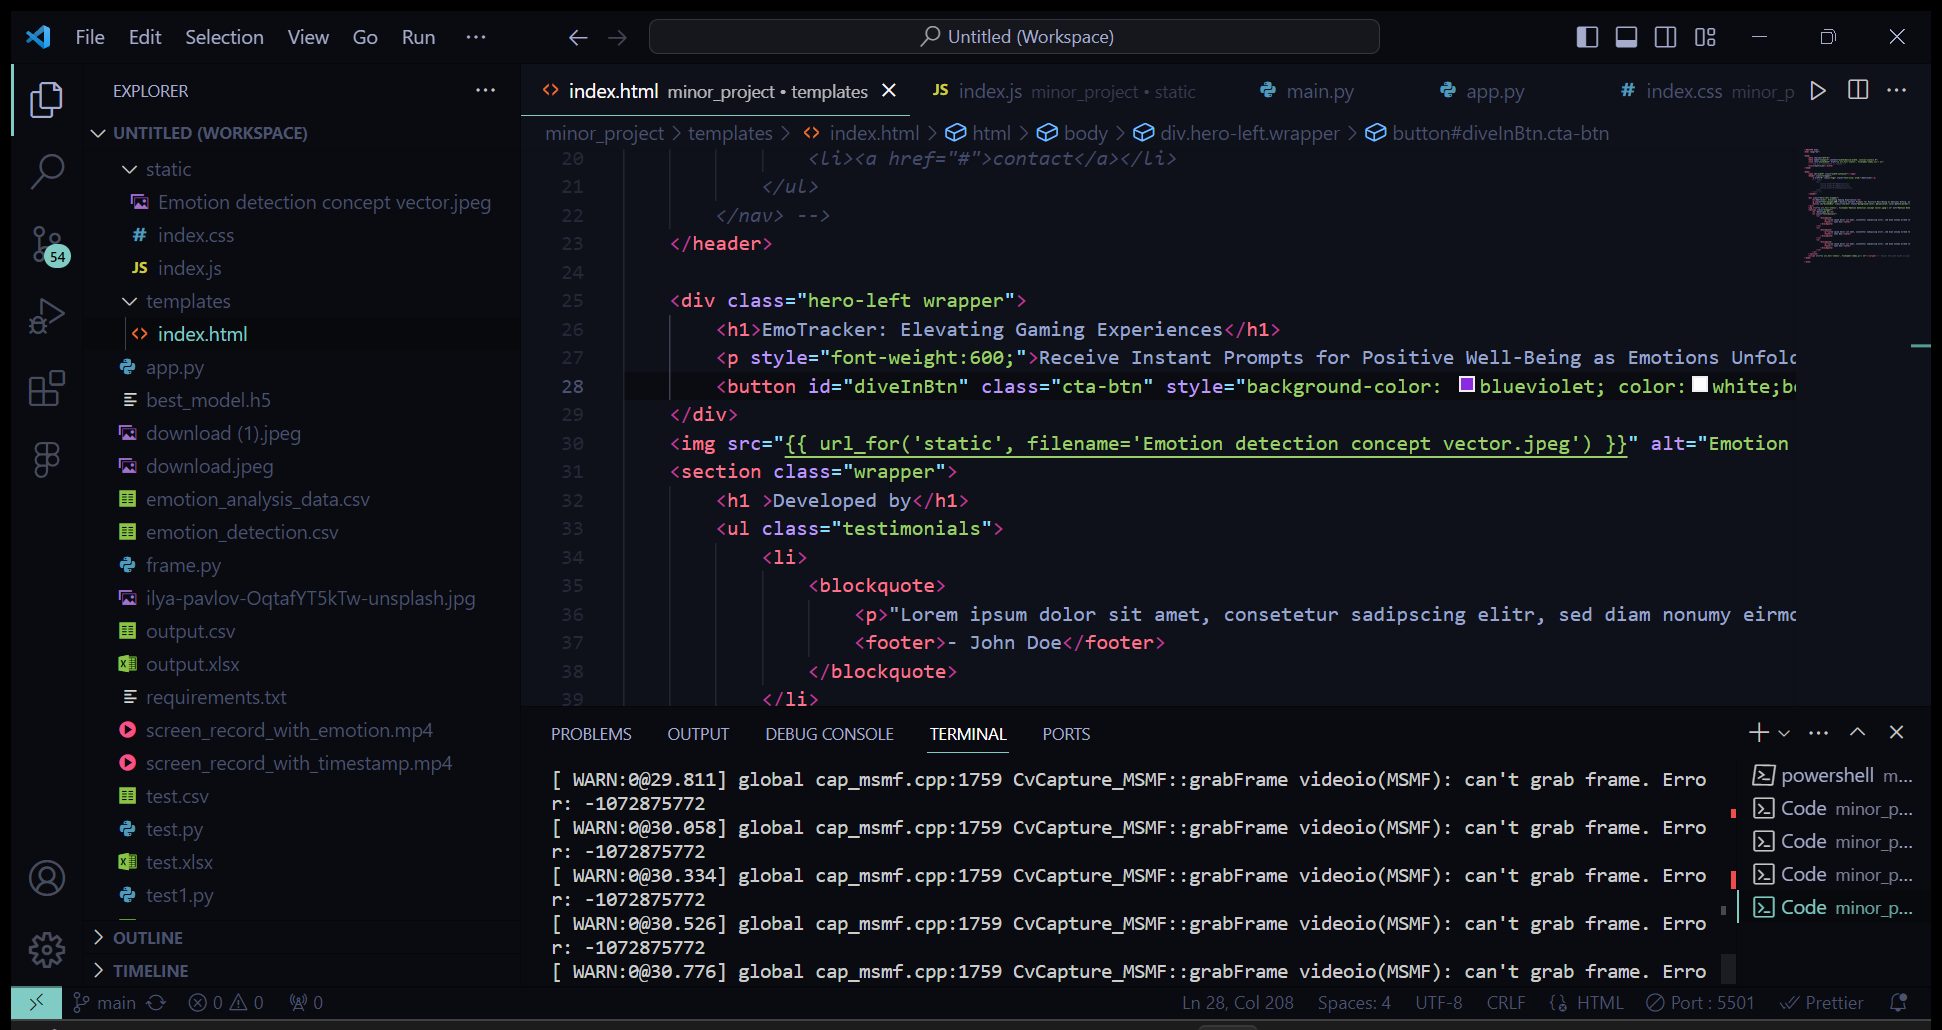 File Edit Selection View Go Run ···
Untitled (Workspace)
EXPLORER
UNTITLED (WORKSPACE)
static
Emotion detection concept vector.jpeg
# index.css
JS index.js
templates
<> index.html
app.py
best_model.h5
download (1).jpeg
download.jpeg
emotion_analysis_data.csv
emotion_detection.csv
frame.py
ilya-pavlov-OqtafYT5kTw-unsplash.jpg
output.csv
output.xlsx
requirements.txt
screen_record_with_emotion.mp4
screen_record_with_timestamp.mp4
test.csv
test.py
test.xlsx
test1.py
OUTLINE
TIMELINE
54
<> index.html minor_project • templates JS index.js minor_project • static main.py app.py # index.css minor_p
minor_project > templates > <> index.html > html > body > div.hero-left.wrapper > button#diveInBtn.cta-btn
20 <li><a href="#">contact</a></li>
21 </ul>
22 </nav> -->
23 </header>
24
25 <div class="hero-left wrapper">
26 <h1>EmoTracker: Elevating Gaming Experiences</h1>
27 <p style="font-weight:600;">Receive Instant Prompts for Positive Well-Being as Emotions Unfol
28 <button id="diveInBtn" class="cta-btn" style="background-color: blueviolet; color: white;b
29 </div>
30 <img src="{{ url_for('static', filename='Emotion detection concept vector.jpeg') }}" alt="Emotion
31 <section class="wrapper">
32 <h1 >Developed by</h1>
33 <ul class="testimonials">
34 <li>
35 <blockquote>
36 <p>"Lorem ipsum dolor sit amet, consetetur sadipscing elitr, sed diam nonumy eirmo
37 <footer>- John Doe</footer>
38 </blockquote>
39 </li>
PROBLEMS OUTPUT DEBUG CONSOLE TERMINAL PORTS
[ WARN:0@29.811] global cap_msmf.cpp:1759 CvCapture_MSMF::grabFrame videoio(MSMF): can't grab frame. Erro
r: -1072875772
[ WARN:0@30.058] global cap_msmf.cpp:1759 CvCapture_MSMF::grabFrame videoio(MSMF): can't grab frame. Erro
r: -1072875772
[ WARN:0@30.334] global cap_msmf.cpp:1759 CvCapture_MSMF::grabFrame videoio(MSMF): can't grab frame. Erro
r: -1072875772
[ WARN:0@30.526] global cap_msmf.cpp:1759 CvCapture_MSMF::grabFrame videoio(MSMF): can't grab frame. Erro
r: -1072875772
[ WARN:0@30.776] global cap_msmf.cpp:1759 CvCapture_MSMF::grabFrame videoio(MSMF): can't grab frame. Erro
powershell m...
Code minor_p...
Code minor_p...
Code minor_p...
Code minor_p...
main 0 0 0 Ln 28, Col 208 Spaces: 4 UTF-8 CRLF HTML Port : 5501 Prettier